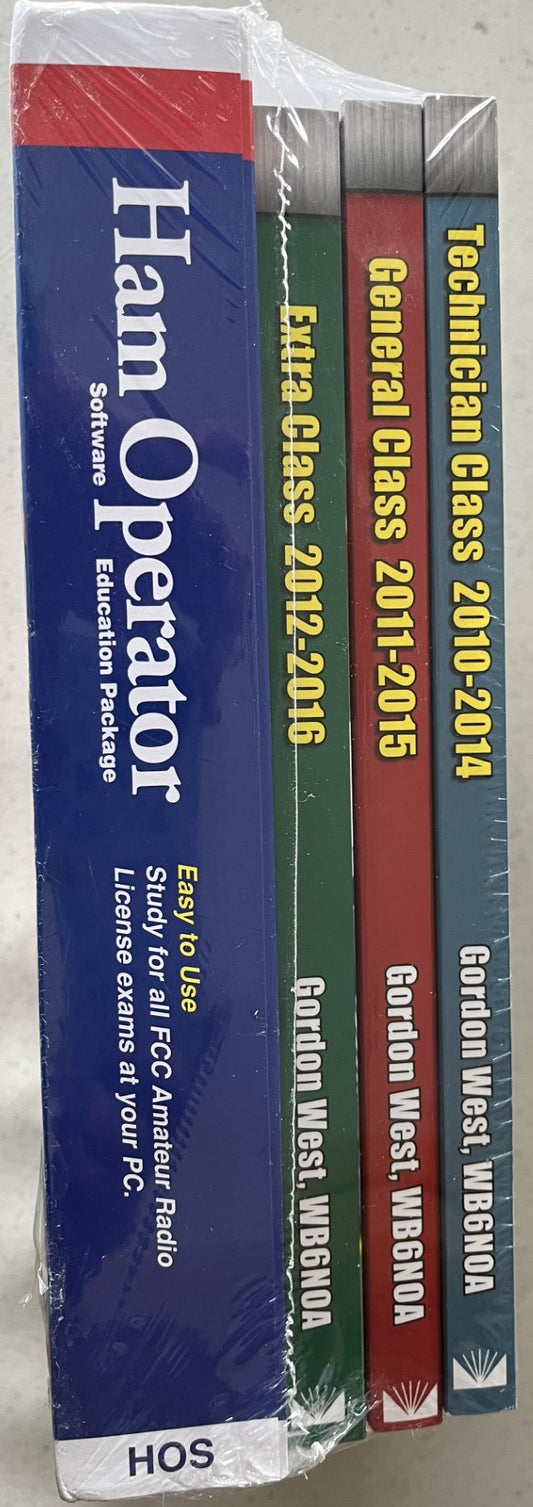 Ham Operator
Software Education Package
Easy to Use
Study for all FCC Amateur Radio
License exams at your PC.
HOS
Extra Class 2012-2016
Gordon West, WB6NOA
General Class 2011-2015
Gordon West, WB6NOA
Technician Class 2010-2014
Gordon West, WB6NOA